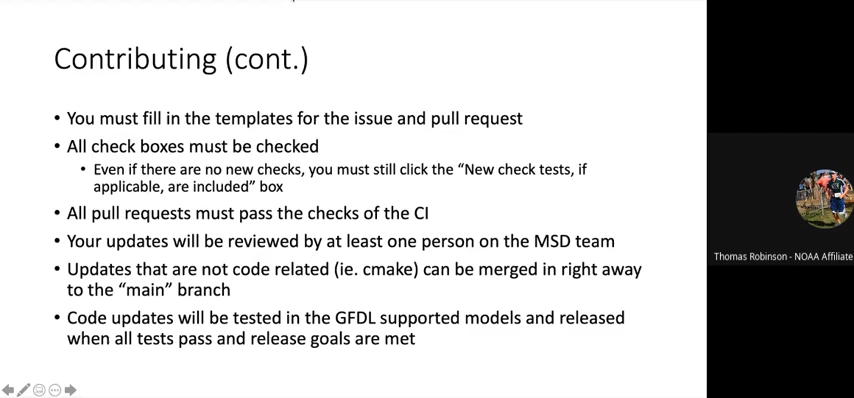 Contributing (cont.)
• You must fill in the templates for the issue and pull request
• All check boxes must be checked
• Even if there are no new checks, you must still click the “New check tests, if
applicable, are included” box
• All pull requests must pass the checks of the CI
• Your updates will be reviewed by at least one person on the MSD team
• Updates that are not code related (ie. cmake) can be merged in right away
to the “main” branch
• Code updates will be tested in the GFDL supported models and released
when all tests pass and release goals are met
Thomas Robinson - NOAA Affiliate